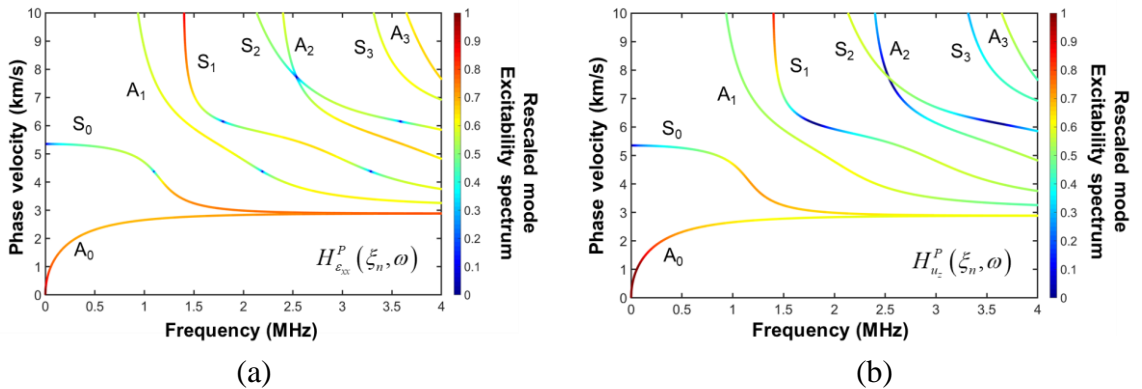 10
9
8
7
6
5
4
3
2
1
0
Phase velocity (km/s)
S0
A0
A1
S1
S2
A2
S3
A3
H^P_{ε_xx}(ξ_n, ω)
0 0.5 1 1.5 2 2.5 3 3.5 4
Frequency (MHz)
1
0.9
0.8
0.7
0.6
0.5
0.4
0.3
0.2
0.1
0
Rescaled mode
Excitability spectrum
(a)
10
9
8
7
6
5
4
3
2
1
0
Phase velocity (km/s)
S0
A0
A1
S1
S2
A2
S3
A3
H^P_{u_z}(ξ_n, ω)
0 0.5 1 1.5 2 2.5 3 3.5 4
Frequency (MHz)
1
0.9
0.8
0.7
0.6
0.5
0.4
0.3
0.2
0.1
0
Rescaled mode
Excitability spectrum
(b)